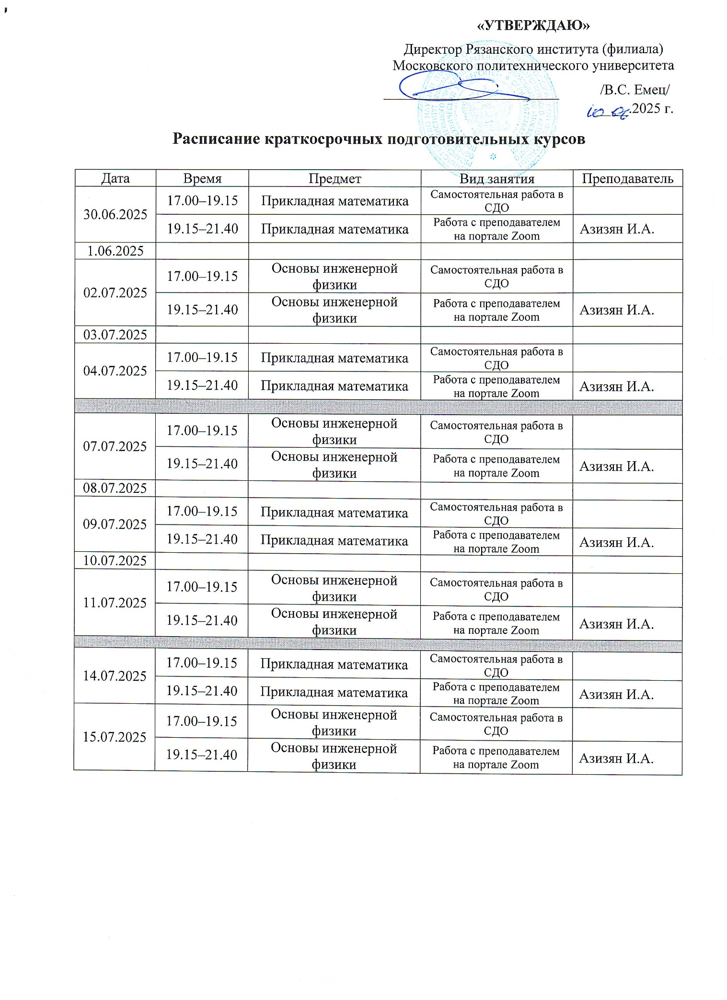 «УТВЕРЖДАЮ»
Директор Рязанского института (филиала)
Московского политехнического университета
/В.С. Емец/
10 06.2025 г.
Расписание краткосрочных подготовительных курсов
Дата Время Предмет Вид занятия Преподаватель
30.06.2025
17.00–19.15 Прикладная математика Самостоятельная работа в
СДО
19.15–21.40 Прикладная математика Работа с преподавателем
на портале Zoom Азизян И.А.
1.06.2025
02.07.2025
17.00–19.15 Основы инженерной
физики Самостоятельная работа в
СДО
19.15–21.40 Основы инженерной
физики Работа с преподавателем
на портале Zoom Азизян И.А.
03.07.2025
04.07.2025
17.00–19.15 Прикладная математика Самостоятельная работа в
СДО
19.15–21.40 Прикладная математика Работа с преподавателем
на портале Zoom Азизян И.А.
07.07.2025
17.00–19.15 Основы инженерной
физики Самостоятельная работа в
СДО
19.15–21.40 Основы инженерной
физики Работа с преподавателем
на портале Zoom Азизян И.А.
08.07.2025
09.07.2025
17.00–19.15 Прикладная математика Самостоятельная работа в
СДО
19.15–21.40 Прикладная математика Работа с преподавателем
на портале Zoom Азизян И.А.
10.07.2025
11.07.2025
17.00–19.15 Основы инженерной
физики Самостоятельная работа в
СДО
19.15–21.40 Основы инженерной
физики Работа с преподавателем
на портале Zoom Азизян И.А.
14.07.2025
17.00–19.15 Прикладная математика Самостоятельная работа в
СДО
19.15–21.40 Прикладная математика Работа с преподавателем
на портале Zoom Азизян И.А.
15.07.2025
17.00–19.15 Основы инженерной
физики Самостоятельная работа в
СДО
19.15–21.40 Основы инженерной
физики Работа с преподавателем
на портале Zoom Азизян И.А.